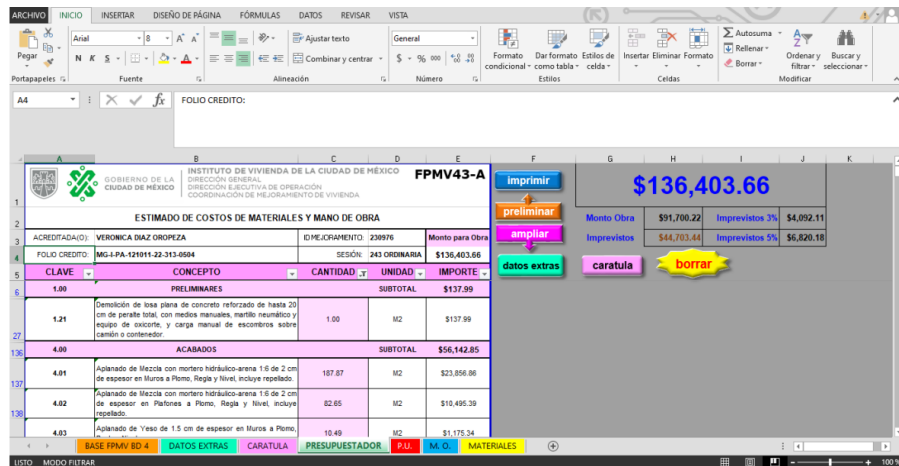 ARCHIVO INICIO INSERTAR DISEÑO DE PÁGINA FÓRMULAS DATOS REVISAR VISTA
Pegar
Arial 8 A A
N K S
Ajustar texto
Combinar y centrar
General
$ % 000
Formato condicional
Dar formato como tabla
Estilos de celda
Insertar Eliminar Formato
Autosuma
Rellenar
Borrar
Ordenar y filtrar
Buscar y seleccionar
Portapapeles Fuente Alineación Número Estilos Celdas Modificar
A4 fx FOLIO CREDITO:
A B C D E F G H I J K
1
GOBIERNO DE LA CIUDAD DE MÉXICO
INSTITUTO DE VIVIENDA DE LA CIUDAD DE MÉXICO
DIRECCIÓN GENERAL
DIRECCIÓN EJECUTIVA DE OPERACIÓN
COORDINACIÓN DE MEJORAMIENTO DE VIVIENDA
FPMV43-A
imprimir
$136,403.66
2 ESTIMADO DE COSTOS DE MATERIALES Y MANO DE OBRA
preliminar
Monto Obra $91,700.22 Imprevistos 3% $4,092.11
3 ACREDITADA(O): VERONICA DIAZ OROPEZA ID MEJORAMIENTO: 230976 Monto para Obra
ampliar
Imprevistos $44,703.44 Imprevistos 5% $6,820.18
4 FOLIO CREDITO: MG-I-PA-121011-22-313-0504 SESIÓN: 243 ORDINARIA $136,403.66
datos extras caratula borrar
5 CLAVE CONCEPTO CANTIDAD UNIDAD IMPORTE
6 1.00 PRELIMINARES SUBTOTAL $137.99
27 1.21
Demolición de losa plana de concreto reforzado de hasta 20
cm de peralte total, con medios manuales, martillo neumático y
equipo de oxicorte, y carga manual de escombros sobre
camión o contenedor.
1.00 M2 $137.99
136 4.00 ACABADOS SUBTOTAL $56,142.85
137 4.01
Aplanado de Mezcla con mortero hidráulico-arena 1:6 de 2 cm
de espesor en Muros a Plomo, Regla y Nivel, incluye repellado.
187.87 M2 $23,856.86
138 4.02
Aplanado de Mezcla con mortero hidráulico-arena 1:6 de 2 cm
de espesor en Plafones a Plomo, Regla y Nivel, incluye
repellado.
82.65 M2 $10,495.39
4.03
Aplanado de Yeso de 1.5 cm de espesor en Muros a Plomo,
10.49 M2 $1,175.34
BASE FPMV BD 4 DATOS EXTRAS CARATULA PRESUPUESTADOR P.U. M. O. MATERIALES
LISTO MODO FILTRAR 100 %